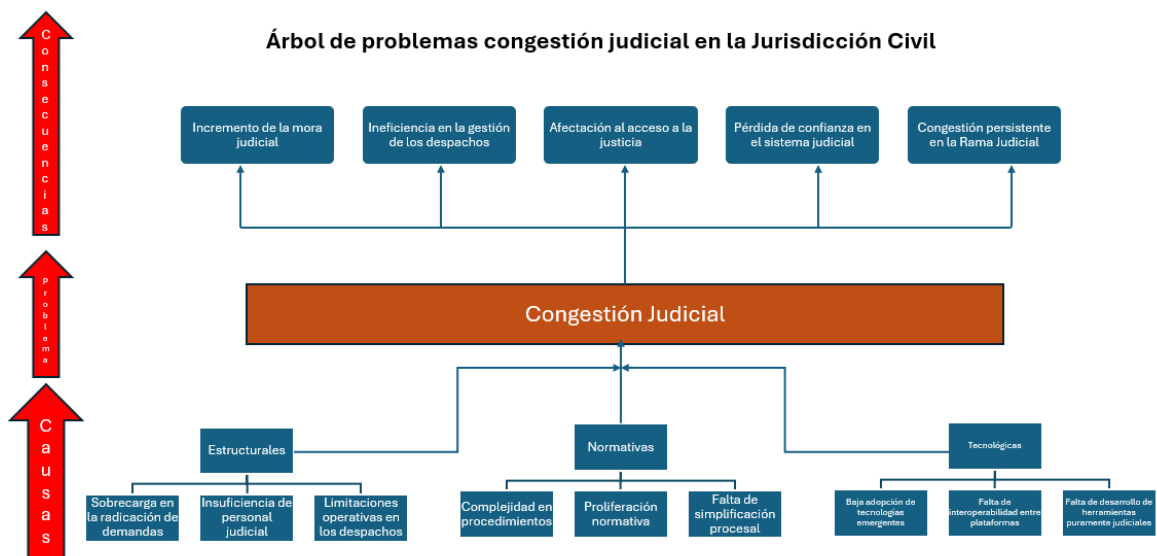 Árbol de problemas congestión judicial en la Jurisdicción Civil
Consecuencias
Incremento de la mora
judicial
Ineficiencia en la gestión
de los despachos
Afectación al acceso a la
justicia
Pérdida de confianza en
el sistema judicial
Congestión persistente
en la Rama Judicial
Problema
Congestión Judicial
Causas
Estructurales
Normativas
Tecnológicas
Sobrecarga en
la radicación de
demandas
Insuficiencia de
personal
judicial
Limitaciones
operativas en
los despachos
Complejidad en
procedimientos
Proliferación
normativa
Falta de
simplificación
procesal
Baja adopción de
tecnologías
emergentes
Falta de
interoperabilidad entre
plataformas
Falta de desarrollo de
herramientas
puramente judiciales